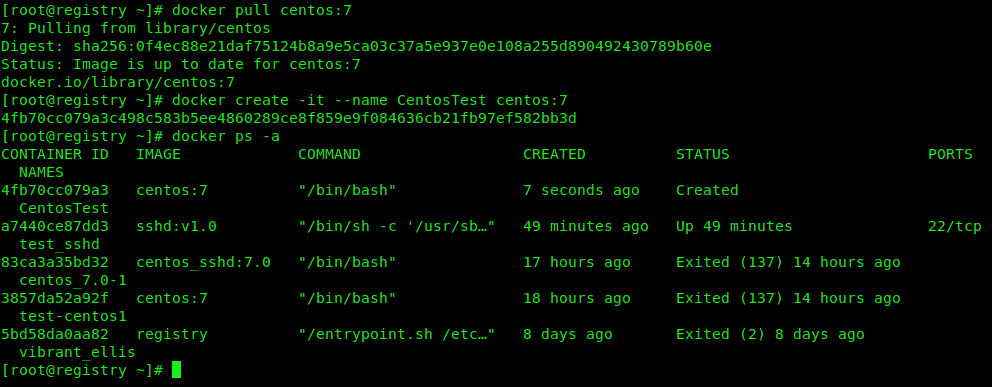 [root@registry ~]# docker pull centos:7
7: Pulling from library/centos
Digest: sha256:0f4ec88e21daf75124b8a9e5ca03c37a5e937e0e108a255d890492430789b60e
Status: Image is up to date for centos:7
docker.io/library/centos:7
[root@registry ~]# docker create -it --name CentosTest centos:7
4fb70cc079a3c498c583b5ee4860289ce8f859e9f084636cb21fb97ef582bb3d
[root@registry ~]# docker ps -a
CONTAINER ID   IMAGE             COMMAND                  CREATED          STATUS                      PORTS
  NAMES
4fb70cc079a3   centos:7          "/bin/bash"              7 seconds ago    Created
  CentosTest
a7440ce87dd3   sshd:v1.0         "/bin/sh -c '/usr/sb…"   49 minutes ago   Up 49 minutes               22/tcp
  test_sshd
83ca3a35bd32   centos_sshd:7.0   "/bin/bash"              17 hours ago     Exited (137) 14 hours ago
  centos_7.0-1
3857da52a92f   centos:7          "/bin/bash"              18 hours ago     Exited (137) 14 hours ago
  test-centos1
5bd58da0aa82   registry          "/entrypoint.sh /etc…"   8 days ago       Exited (2) 8 days ago
  vibrant_ellis
[root@registry ~]#